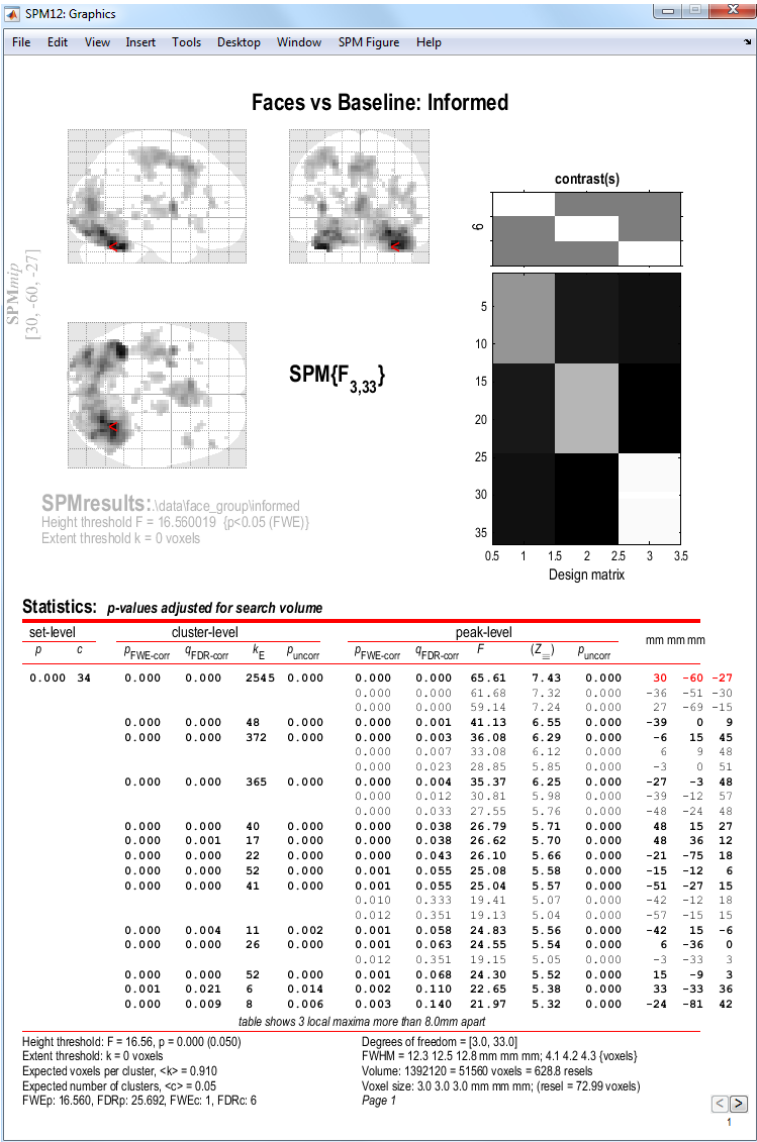 SPM12: Graphics
File Edit View Insert Tools Desktop Window SPM Figure Help
Faces vs Baseline: Informed
SPMmip
[30, -60, -27]
<
<
<
SPM{F3,33}
SPMresults: .\data\face_group\informed
Height threshold F = 16.560019 {p<0.05 (FWE)}
Extent threshold k = 0 voxels
contrast(s)
6
5
10
15
20
25
30
35
0.5 1 1.5 2 2.5 3 3.5
Design matrix
Statistics: p-values adjusted for search volume
set-level cluster-level peak-level mm mm mm
p c pFWE-corr qFDR-corr kE puncorr pFWE-corr qFDR-corr F (Z≡) puncorr
0.000 34 0.000 0.000 2545 0.000 0.000 0.000 65.61 7.43 0.000 30 -60 -27
0.000 0.000 61.68 7.32 0.000 -36 -51 -30
0.000 0.000 59.14 7.24 0.000 27 -69 -15
0.000 0.000 48 0.000 0.000 0.001 41.13 6.55 0.000 -39 0 9
0.000 0.000 372 0.000 0.000 0.003 36.08 6.29 0.000 -6 15 45
0.000 0.007 33.08 6.12 0.000 6 9 48
0.000 0.023 28.85 5.85 0.000 -3 0 51
0.000 0.000 365 0.000 0.000 0.004 35.37 6.25 0.000 -27 -3 48
0.000 0.012 30.81 5.98 0.000 -39 -12 57
0.000 0.033 27.55 5.76 0.000 -48 -24 48
0.000 0.000 40 0.000 0.000 0.038 26.79 5.71 0.000 48 15 27
0.000 0.001 17 0.000 0.000 0.038 26.62 5.70 0.000 48 36 12
0.000 0.000 22 0.000 0.000 0.043 26.10 5.66 0.000 -21 -75 18
0.000 0.000 52 0.000 0.001 0.055 25.08 5.58 0.000 -15 -12 6
0.000 0.000 41 0.000 0.001 0.055 25.04 5.57 0.000 -51 -27 15
0.010 0.333 19.41 5.07 0.000 -42 -12 18
0.012 0.351 19.13 5.04 0.000 -57 -15 15
0.000 0.004 11 0.002 0.001 0.058 24.83 5.56 0.000 -42 15 -6
0.000 0.000 26 0.000 0.001 0.063 24.55 5.54 0.000 6 -36 0
0.012 0.351 19.15 5.05 0.000 -3 -33 3
0.000 0.000 52 0.000 0.001 0.068 24.30 5.52 0.000 15 -9 3
0.001 0.021 6 0.014 0.002 0.110 22.65 5.38 0.000 33 -33 36
0.000 0.009 8 0.006 0.003 0.140 21.97 5.32 0.000 -24 -81 42
table shows 3 local maxima more than 8.0mm apart
Height threshold: F = 16.56, p = 0.000 (0.050)
Extent threshold: k = 0 voxels
Expected voxels per cluster, <k> = 0.910
Expected number of clusters, <c> = 0.05
FWEp: 16.560, FDRp: 25.692, FWEc: 1, FDRc: 6
Degrees of freedom = [3.0, 33.0]
FWHM = 12.3 12.5 12.8 mm mm mm; 4.1 4.2 4.3 {voxels}
Volume: 1392120 = 51560 voxels = 628.8 resels
Voxel size: 3.0 3.0 3.0 mm mm mm; (resel = 72.99 voxels)
Page 1
< >
1